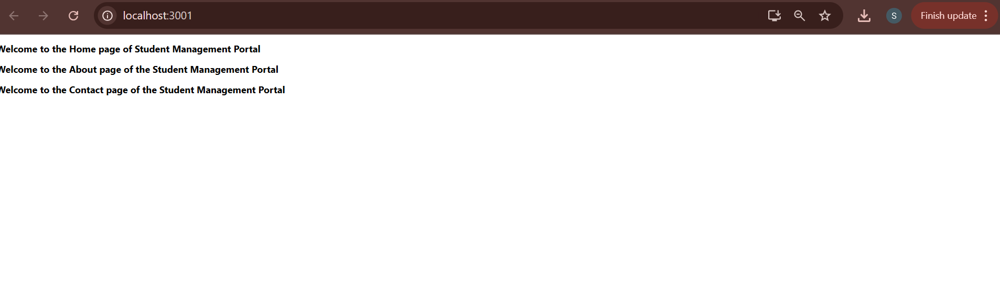 localhost:3001
S
Finish update
Welcome to the Home page of Student Management Portal
Welcome to the About page of the Student Management Portal
Welcome to the Contact page of the Student Management Portal